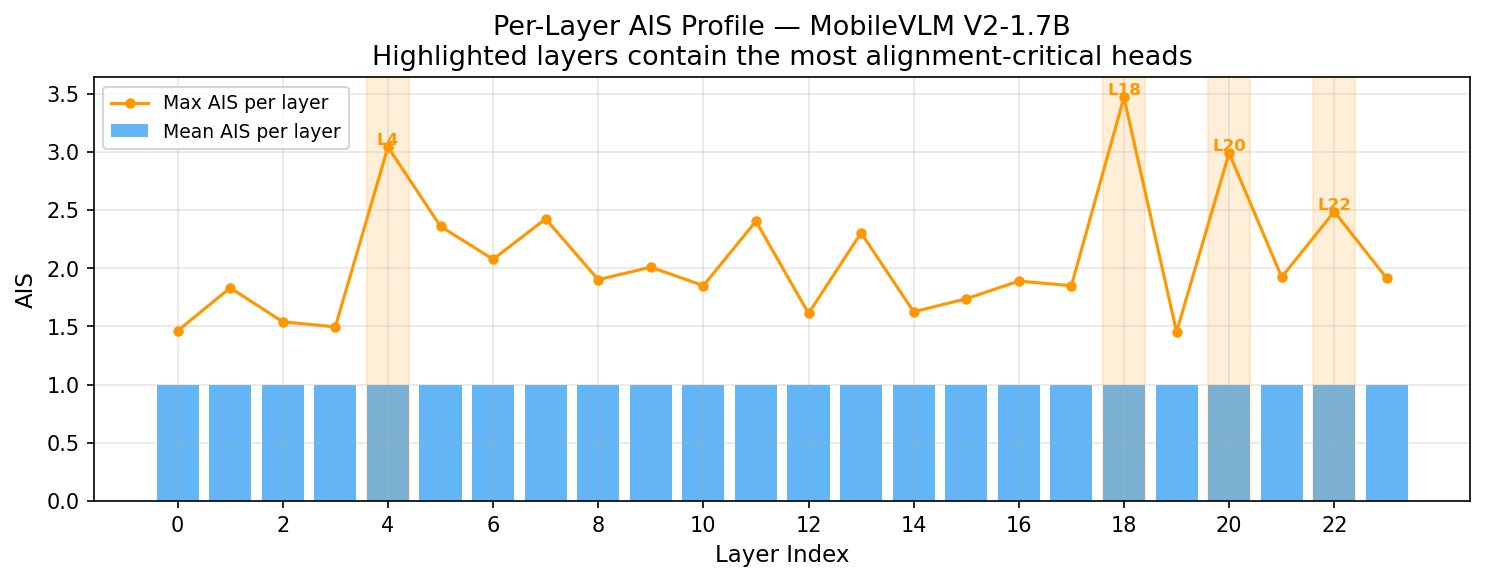 Per-Layer AIS Profile — MobileVLM V2-1.7B
Highlighted layers contain the most alignment-critical heads
Max AIS per layer
Mean AIS per layer
L4
L18
L20
L22
AIS
3.5
3.0
2.5
2.0
1.5
1.0
0.5
0.0
0 2 4 6 8 10 12 14 16 18 20 22
Layer Index